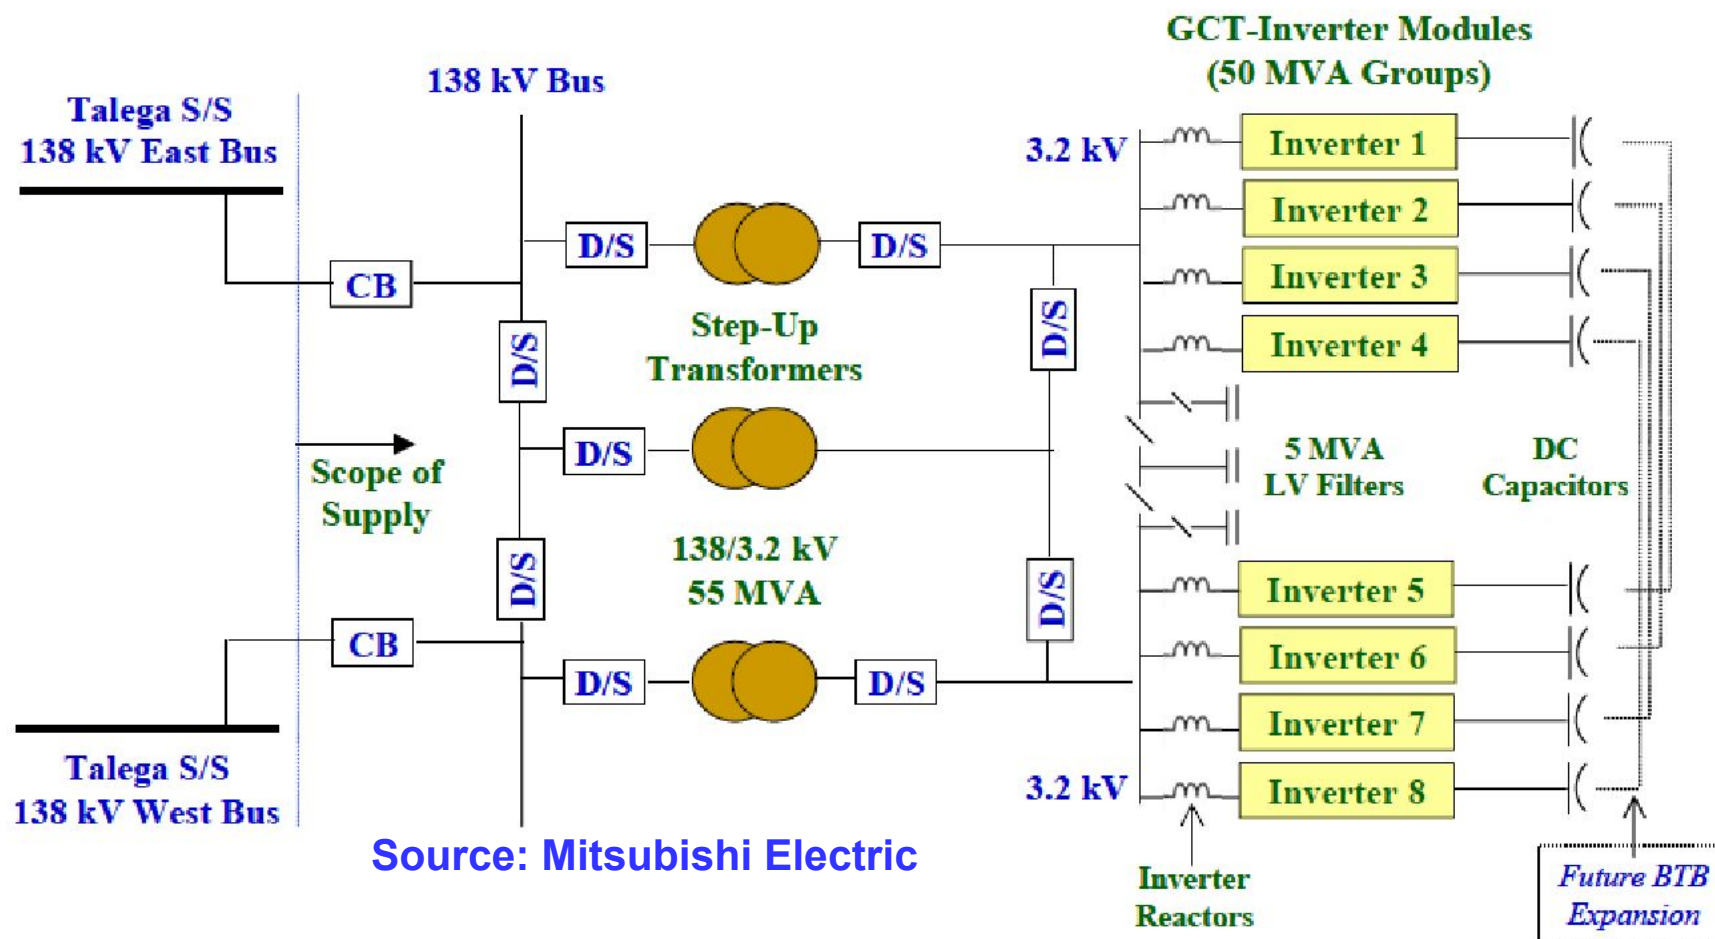 GCT-Inverter Modules
(50 MVA Groups)
138 kV Bus
Talega S/S
138 kV East Bus
3.2 kV
Inverter 1
Inverter 2
D/S
D/S
Inverter 3
CB
Step-Up
Transformers
D/S
D/S
Inverter 4
D/S
Scope of
Supply
5 MVA
LV Filters
DC
Capacitors
138/3.2 kV
55 MVA
D/S
D/S
Inverter 5
CB
Inverter 6
D/S
D/S
Inverter 7
Talega S/S
138 kV West Bus
3.2 kV
Inverter 8
Source: Mitsubishi Electric
Inverter
Reactors
Future BTB
Expansion